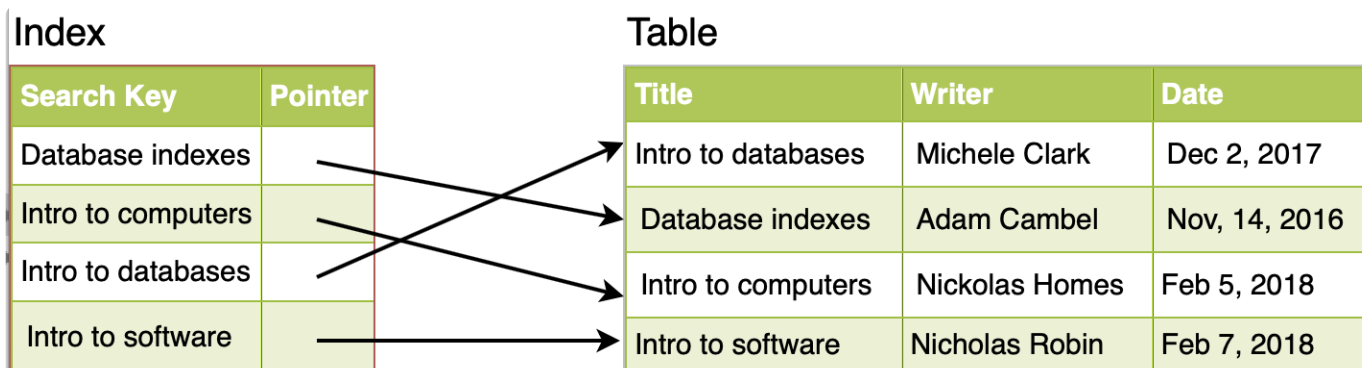 Index
Search Key Pointer
Database indexes
Intro to computers
Intro to databases
Intro to software
Table
Title Writer Date
Intro to databases Michele Clark Dec 2, 2017
Database indexes Adam Cambel Nov, 14, 2016
Intro to computers Nickolas Homes Feb 5, 2018
Intro to software Nicholas Robin Feb 7, 2018